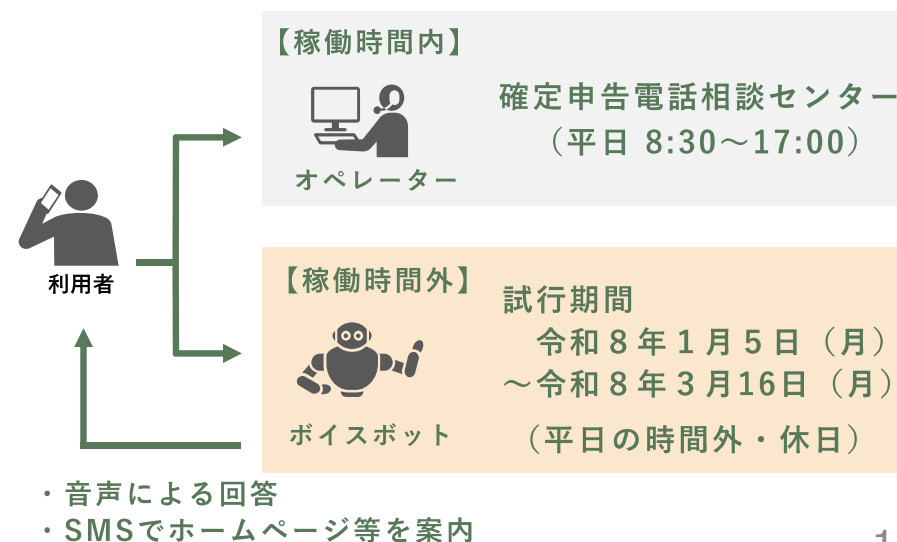 【稼働時間内】
確定申告電話相談センター
（平日 8:30～17:00）
オペレーター
利用者
【稼働時間外】
試行期間
令和８年１月５日（月）
～令和８年３月16日（月）
ボイスボット
（平日の時間外・休日）
・音声による回答
・SMSでホームページ等を案内
1